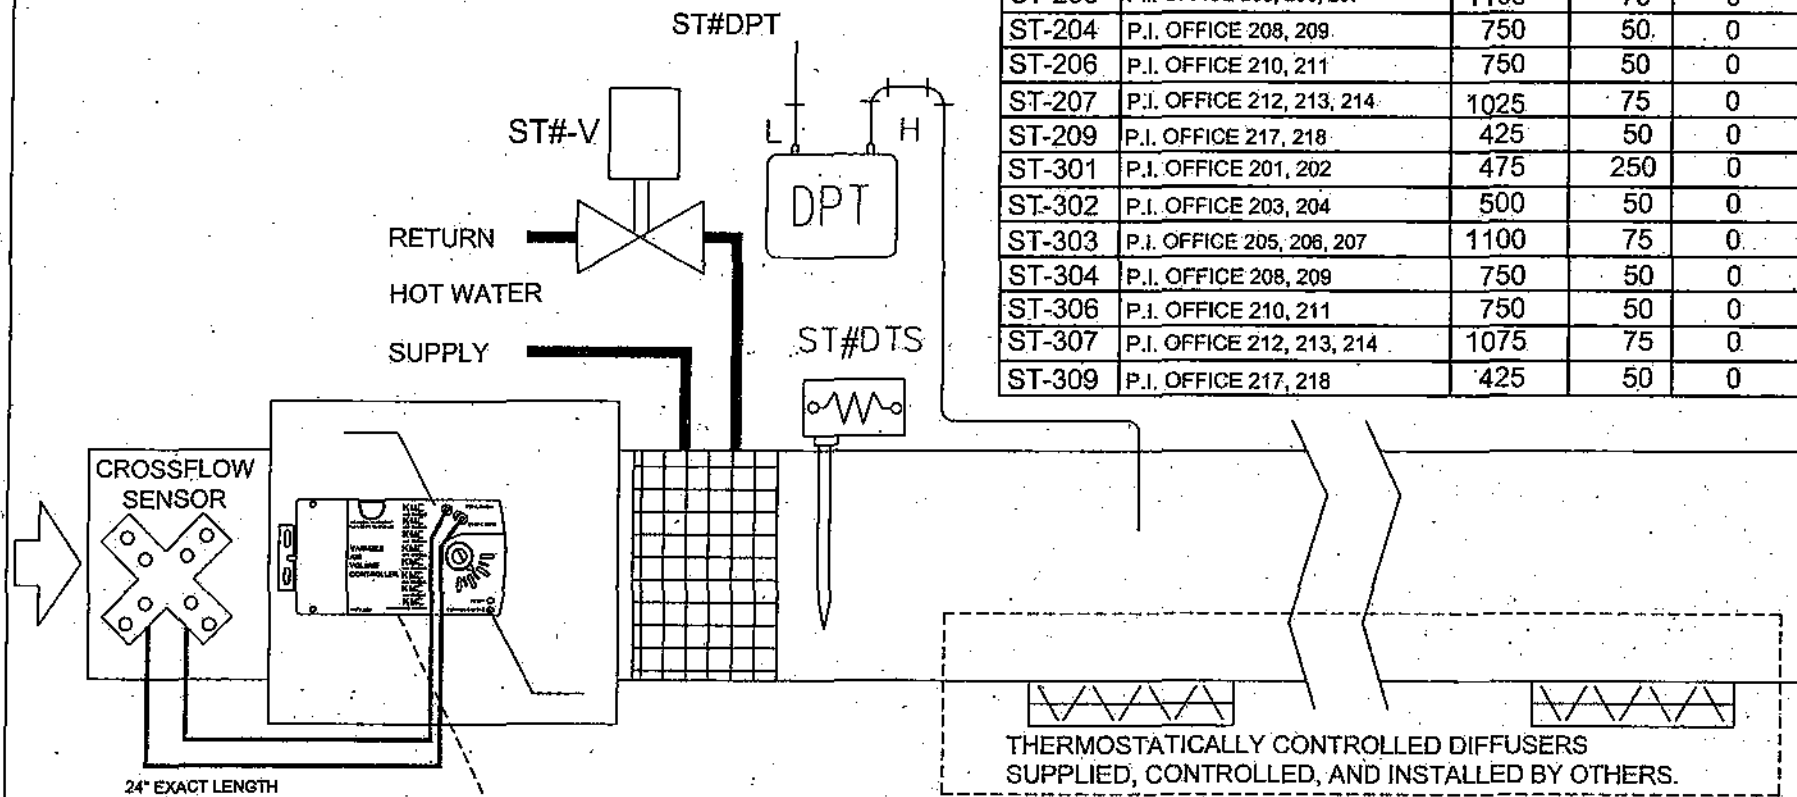 ST#DPT
ST-204 P.I. OFFICE 208, 209 750 50 0
ST-206 P.I. OFFICE 210, 211 750 50 0
ST-207 P.I. OFFICE 212, 213, 214 1025 75 0
ST-209 P.I. OFFICE 217, 218 425 50 0
ST-301 P.I. OFFICE 201, 202 475 250 0
ST-302 P.I. OFFICE 203, 204 500 50 0
ST-303 P.I. OFFICE 205, 206, 207 1100 75 0
ST-304 P.I. OFFICE 208, 209 750 50 0
ST-306 P.I. OFFICE 210, 211 750 50 0
ST-307 P.I. OFFICE 212, 213, 214 1075 75 0
ST-309 P.I. OFFICE 217, 218 425 50 0
ST#-V
L
H
DPT
RETURN
HOT WATER
SUPPLY
ST#DTS
CROSSFLOW
SENSOR
VARIABLE
AIR
VOLUME
CONTROLLER
24" EXACT LENGTH
THERMOSTATICALLY CONTROLLED DIFFUSERS
SUPPLIED, CONTROLLED, AND INSTALLED BY OTHERS.